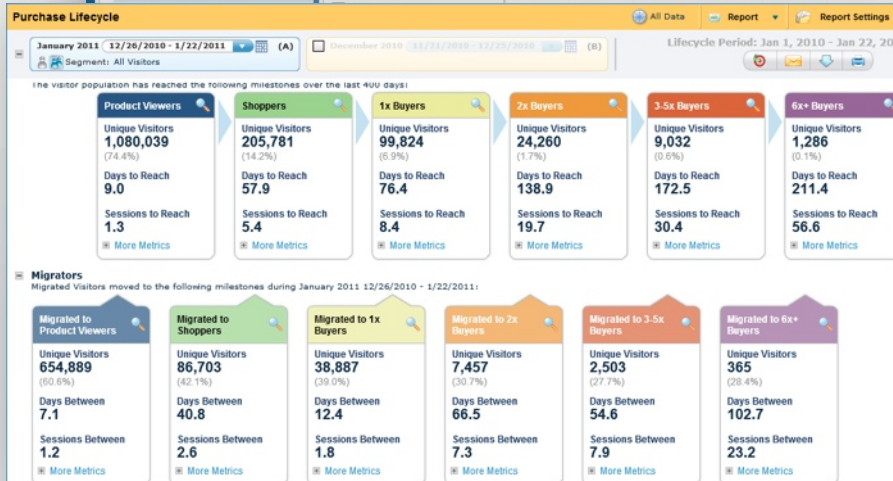 Purchase Lifecycle
All Data Report Report Settings
January 2011 12/26/2010 - 1/22/2011 (A)
December 2010 11/21/2010 - 12/25/2010 (B)
Lifecycle Period: Jan 1, 2010 - Jan 22, 20
Segment: All Visitors
The visitor population has reached the following milestones over the last 400 days:
Product Viewers Shoppers 1x Buyers 2x Buyers 3-5x Buyers 6x+ Buyers
Unique Visitors Unique Visitors Unique Visitors Unique Visitors Unique Visitors Unique Visitors
1,080,039 205,781 99,824 24,260 9,032 1,286
(74.4%) (14.2%) (6.9%) (1.7%) (0.6%) (0.1%)
Days to Reach Days to Reach Days to Reach Days to Reach Days to Reach Days to Reach
9.0 57.9 76.4 138.9 172.5 211.4
Sessions to Reach Sessions to Reach Sessions to Reach Sessions to Reach Sessions to Reach Sessions to Reach
1.3 5.4 8.4 19.7 30.4 56.6
More Metrics More Metrics More Metrics More Metrics More Metrics More Metrics
Migrators
Migrated Visitors moved to the following milestones during January 2011 12/26/2010 - 1/22/2011:
Migrated to Migrated to Migrated to 1x Migrated to 2x Migrated to 3-5x Migrated to 6x+
Product Viewers Shoppers Buyers Buyers Buyers Buyers
Unique Visitors Unique Visitors Unique Visitors Unique Visitors Unique Visitors Unique Visitors
654,889 86,703 38,887 7,457 2,503 365
(60.6%) (42.1%) (39.0%) (30.7%) (27.7%) (28.4%)
Days Between Days Between Days Between Days Between Days Between Days Between
7.1 40.8 12.4 66.5 54.6 102.7
Sessions Between Sessions Between Sessions Between Sessions Between Sessions Between Sessions Between
1.2 2.6 1.8 7.3 7.9 23.2
More Metrics More Metrics More Metrics More Metrics More Metrics More Metrics